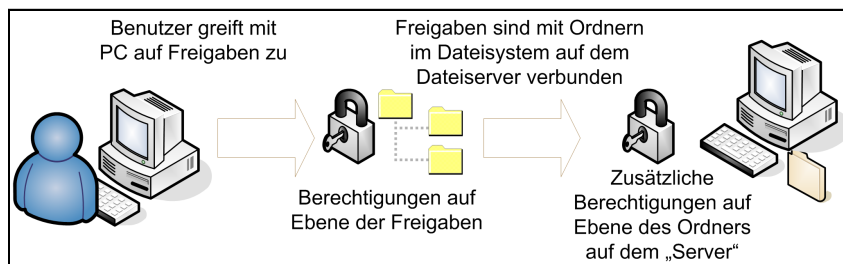 Benutzer greift mit
PC auf Freigaben zu
Freigaben sind mit Ordnern
im Dateisystem auf dem
Dateiserver verbunden
Berechtigungen auf
Ebene der Freigaben
Zusätzliche
Berechtigungen auf
Ebene des Ordners
auf dem „Server“